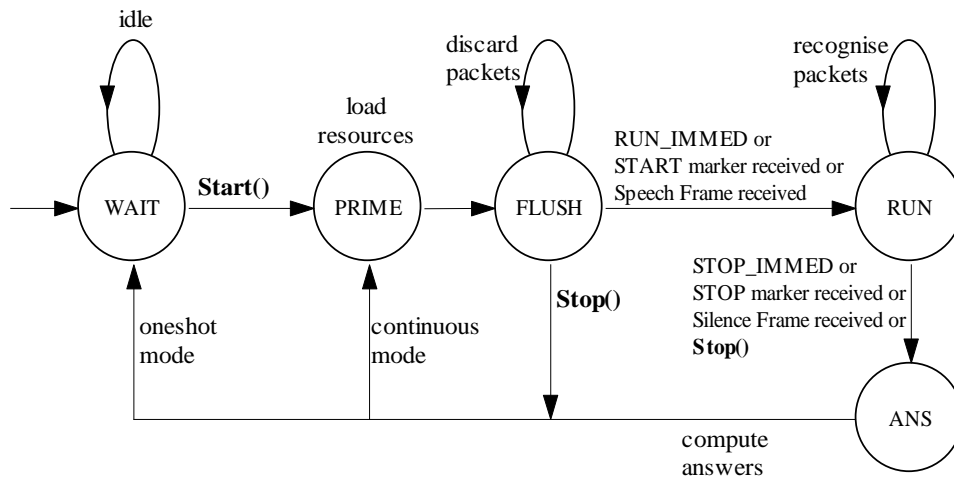 idle
discard
packets
recognise
packets
load
resources
RUN_IMMED or
START marker received or
Speech Frame received
Start()
WAIT
PRIME
FLUSH
RUN
STOP_IMMED or
STOP marker received or
Silence Frame received or
Stop()
Stop()
oneshot
mode
continuous
mode
ANS
compute
answers